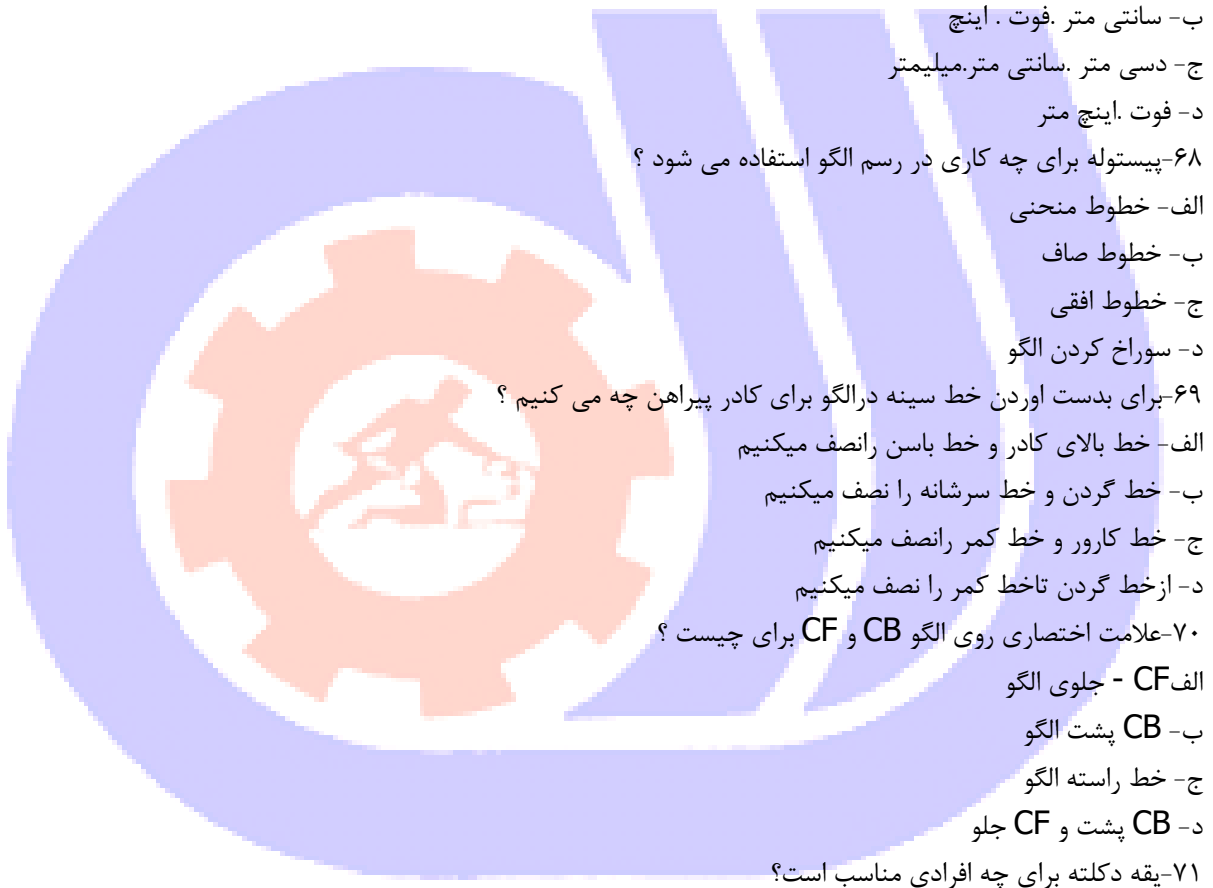 ب- سانتی متر .فوت . اینچ
ج- دسی متر .سانتی متر.میلیمتر
د- فوت .اینچ متر
۶۸-پیستوله برای چه کاری در رسم الگو استفاده می شود ؟
الف- خطوط منحنی
ب- خطوط صاف
ج- خطوط افقی
د- سوراخ کردن الگو
۶۹-برای بدست اوردن خط سینه درالگو برای کادر پیراهن چه می کنیم ؟
الف- خط بالای کادر و خط باسن رانصف میکنیم
ب- خط گردن و خط سرشانه را نصف میکنیم
ج- خط کارور و خط کمر رانصف میکنیم
د- ازخط گردن تاخط کمر را نصف میکنیم
۷۰-علامت اختصاری روی الگو CB و CF برای چیست ؟
الفCF - جلوی الگو
ب- CB پشت الگو
ج- خط راسته الگو
د- CB پشت و CF جلو
۷۱-یقه دکلته برای چه افرادی مناسب است؟